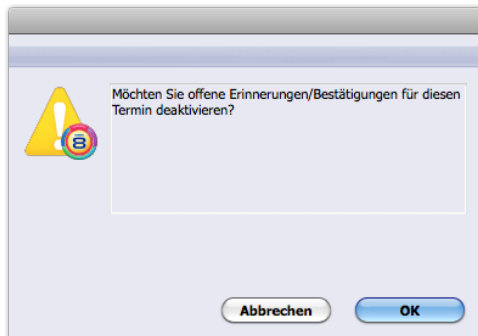 Möchten Sie offene Erinnerungen/Bestätigungen für diesen
Termin deaktivieren?
Abbrechen OK